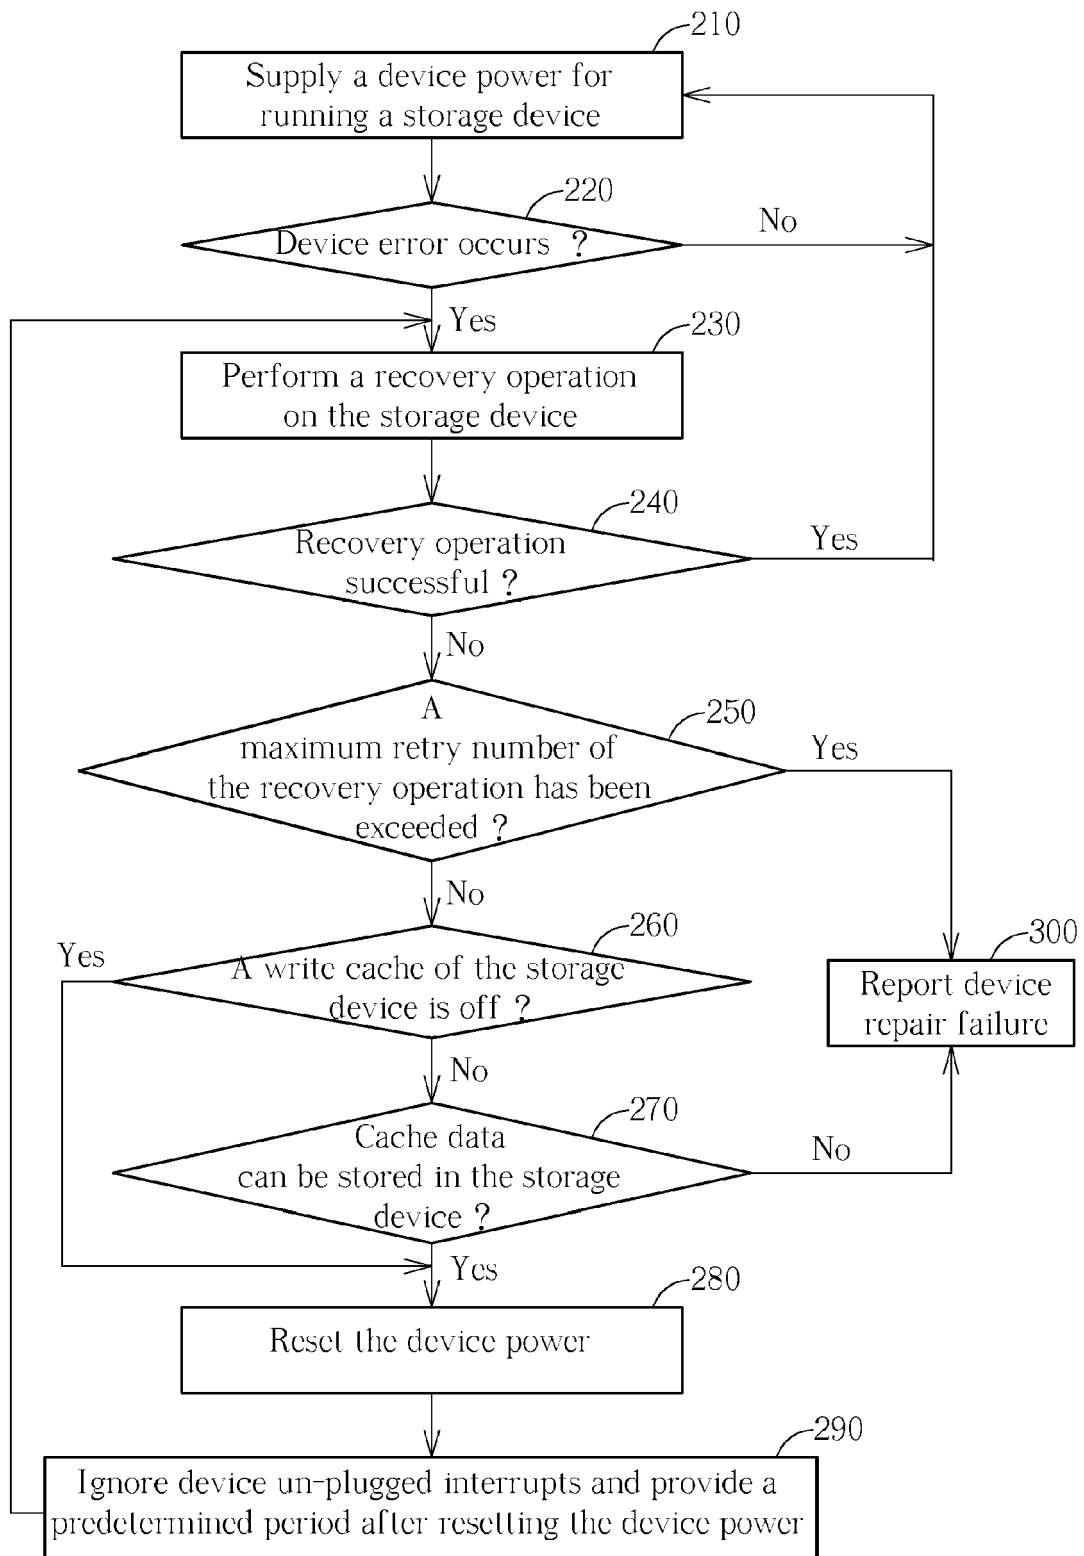 210
Supply a device power for
running a storage device
220
Device error occurs ?
No
Yes
230
Perform a recovery operation
on the storage device
240
Recovery operation
successful ?
Yes
No
250
A
maximum retry number of
the recovery operation has been
exceeded ?
Yes
No
260
Yes
A write cache of the storage
device is off ?
300
Report device
repair failure
No
270
Cache data
can be stored in the storage
device ?
No
Yes
280
Reset the device power
290
Ignore device un-plugged interrupts and provide a
predetermined period after resetting the device power